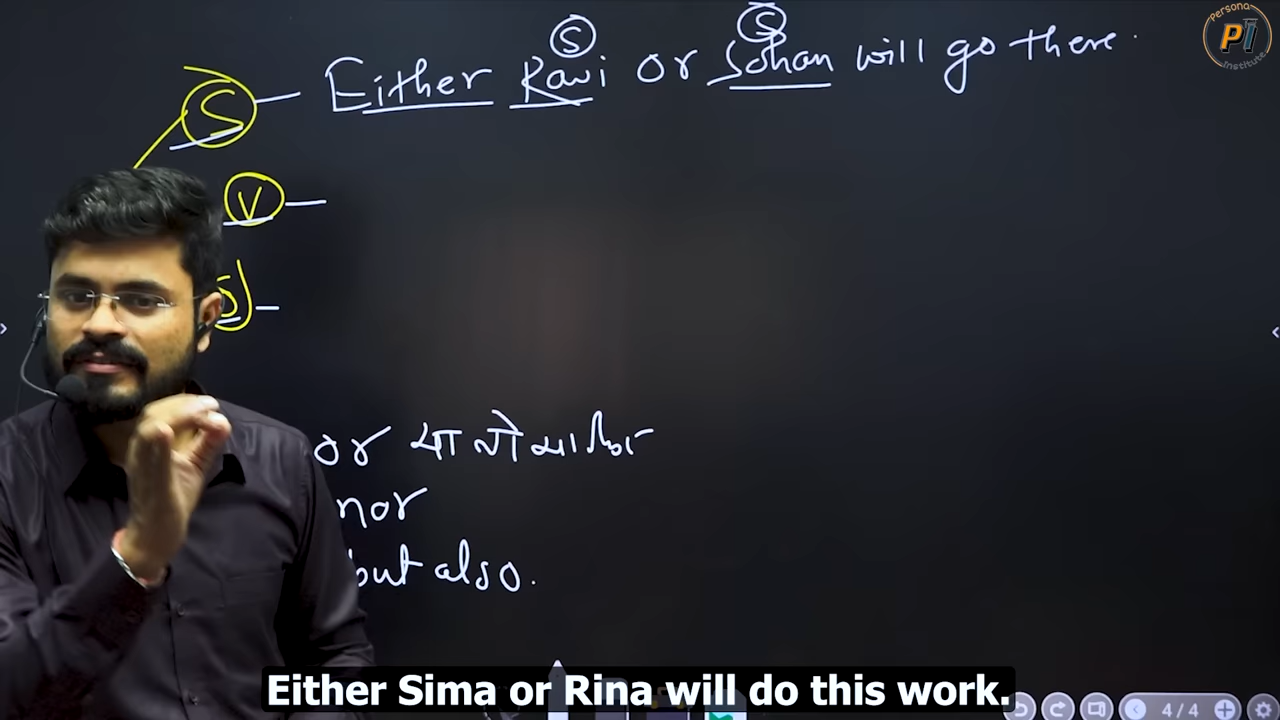 Persona
PI
Institute
S S
S — Either Ravi or Sohan will go there.
V —
O —
or या तो या फिर
nor
but also.
Either Sima or Rina will do this work.
4/4